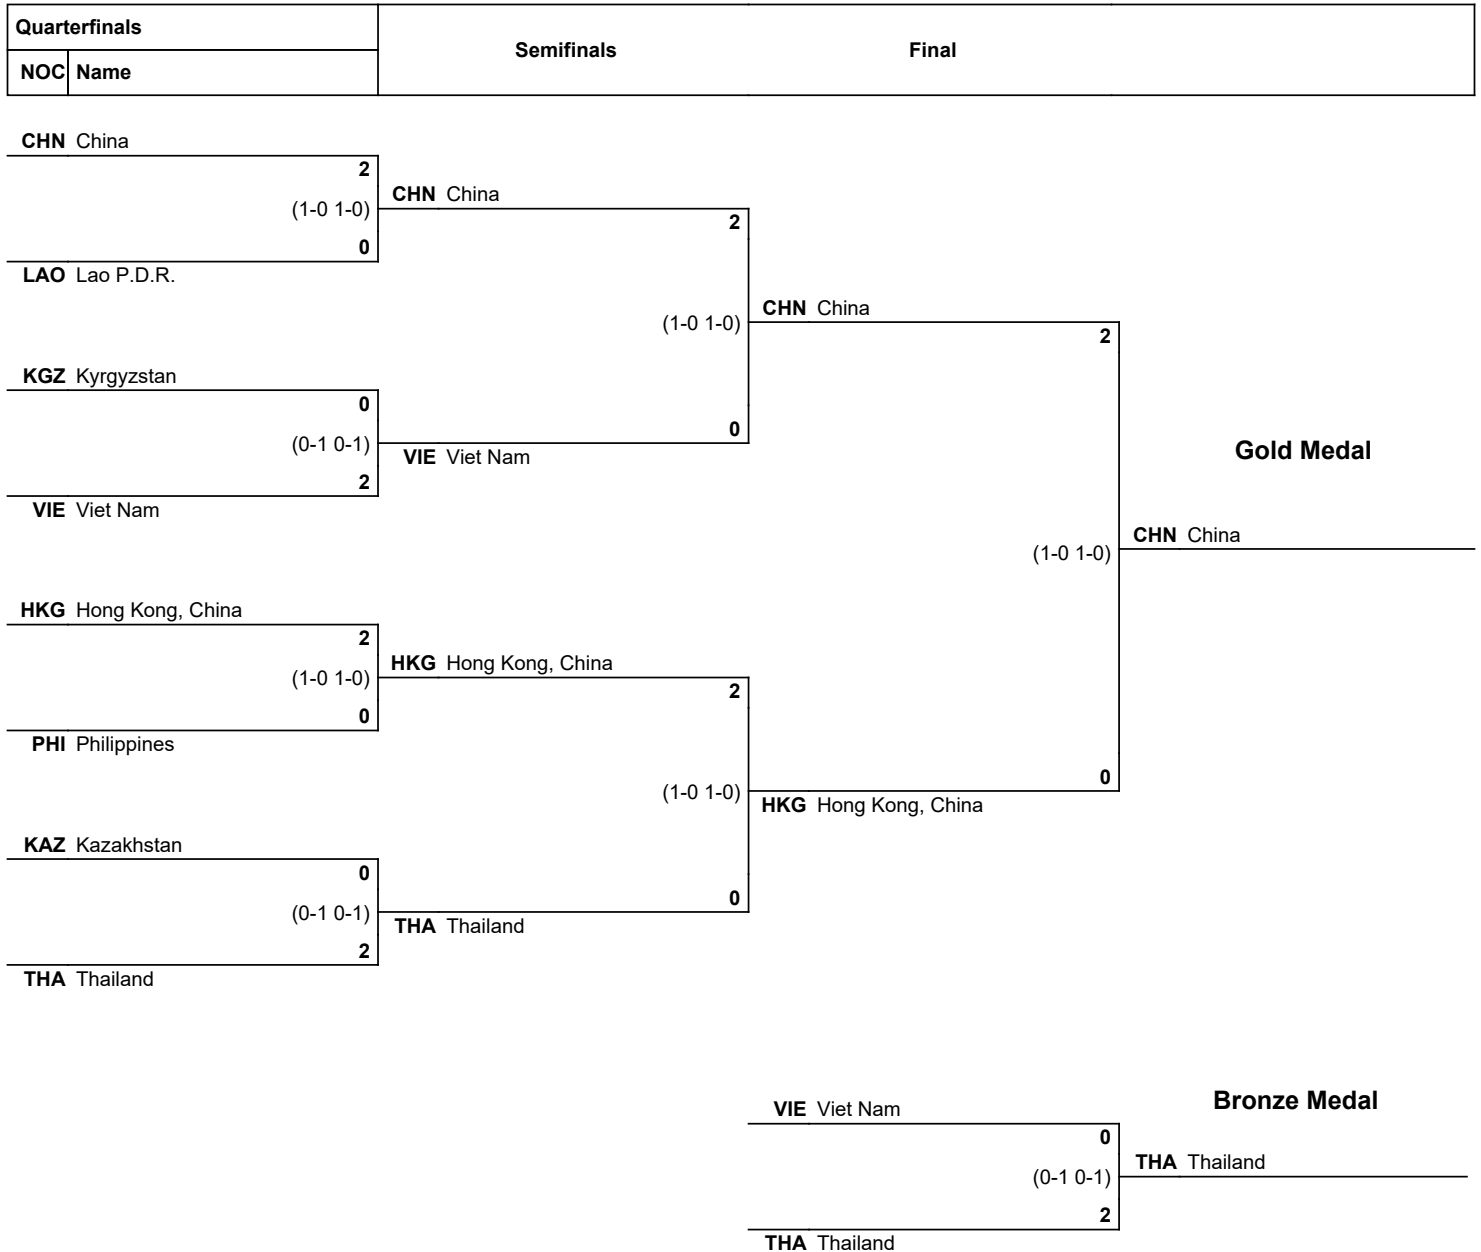 Quarterfinals
Semifinals
Final
NOC Name
CHN China
2
CHN China
(1-0 1-0)
2
0
LAO Lao P.D.R.
CHN China
(1-0 1-0)
2
KGZ Kyrgyzstan
0
0
(0-1 0-1)
VIE Viet Nam
Gold Medal
2
VIE Viet Nam
CHN China
(1-0 1-0)
HKG Hong Kong, China
2
HKG Hong Kong, China
(1-0 1-0)
2
0
PHI Philippines
0
(1-0 1-0)
HKG Hong Kong, China
KAZ Kazakhstan
0
0
(0-1 0-1)
THA Thailand
2
THA Thailand
Bronze Medal
VIE Viet Nam
0
THA Thailand
(0-1 0-1)
2
THA Thailand